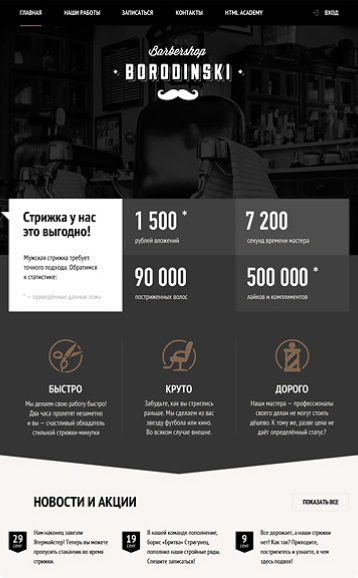 ГЛАВНАЯ НАШИ РАБОТЫ ЗАПИСАТЬСЯ КОНТАКТЫ HTML ACADEMY ВХОД
Barbershop
BORODINSKI
Стрижка у нас
это выгодно!
Мужская стрижка требует
точного подхода. Обратимся
к статистике:
* — приведённые данные ложь
1 500 *
рублей вложений
7 200
секунд времени мастера
90 000
постриженных волос
500 000 *
лайков и комплиментов
БЫСТРО
Мы делаем свою работу быстро!
Два часа пролетят незаметно
и вы — счастливый обладатель
стильной стрижки-минутки
КРУТО
Забудьте, как вы стриглись
раньше. Мы сделаем из вас
звезду футбола или кино.
Во всяком случае внешне.
ДОРОГО
Наши мастера — профессионалы
своего дела и не могут стоить
дёшево. К тому же, разве цена не
даёт определённый статус?
НОВОСТИ И АКЦИИ
ПОКАЗАТЬ ВСЕ
29
СЕНТ
Нам наконец завезли
Ягермайстер! Теперь вы можете
пропустить стаканчик во время
стрижки.
19
СЕНТ
В нашей команде пополнение,
Борис «Бритва» Стригунец,
пополнил наши стройные ряды.
Спешите записаться!
9
СЕНТ
Все дорожает, а наши стрижки
нет! Как так? Приходите,
постригитесь и узнаете, в чем
здесь подвох!